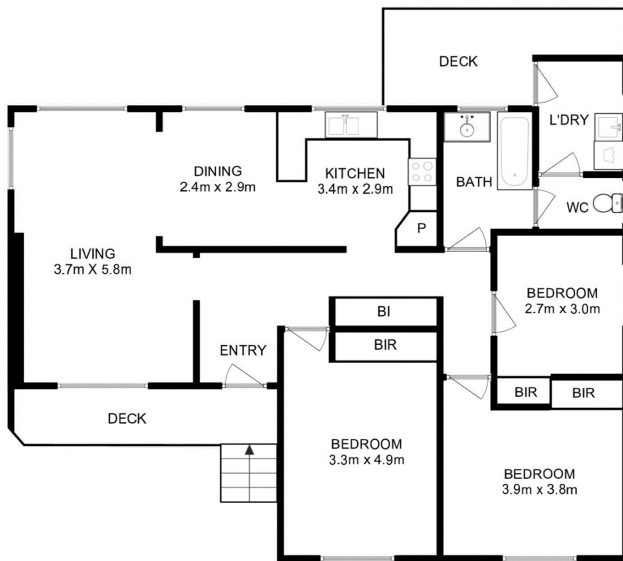 DECK
L'DRY
DINING
2.4m x 2.9m
KITCHEN
3.4m x 2.9m
BATH
WC
P
LIVING
3.7m X 5.8m
BEDROOM
2.7m x 3.0m
BI
BIR
ENTRY
BIR
BIR
DECK
BEDROOM
3.3m x 4.9m
BEDROOM
3.9m x 3.8m